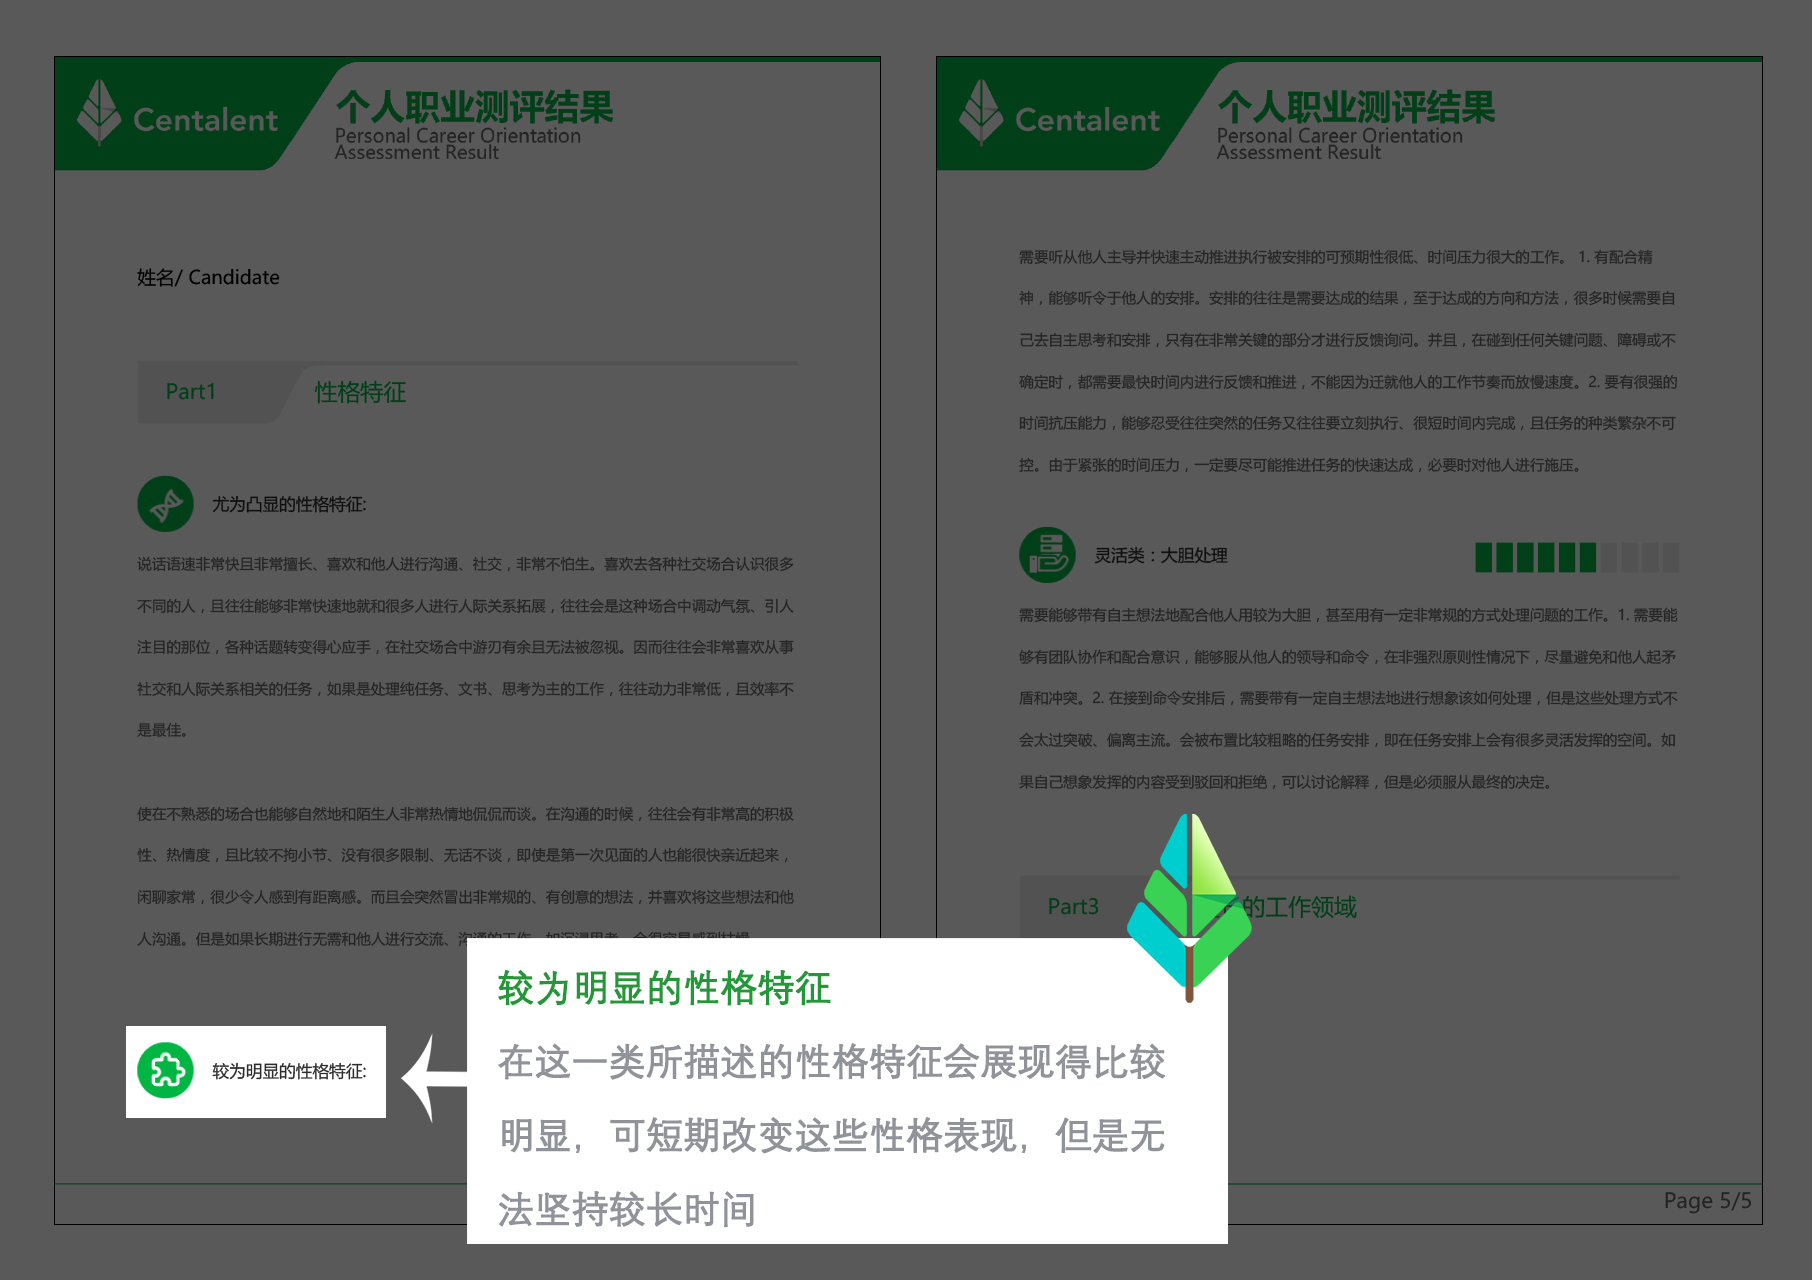 Centalent
个人职业测评结果
Personal Career Orientation
Assessment Result
姓名/ Candidate
Part1
性格特征
尤为凸显的性格特征:
说话语速非常快且非常擅长、喜欢和他人进行沟通、社交，非常不怕生。喜欢去各种社交场合认识很多
不同的人，且往往能够非常快速地就和很多人进行人际关系拓展，往往会是这种场合中调动气氛、引人
注目的那位，各种话题转变得心应手，在社交场合中游刃有余且无法被忽视。因而往往会非常喜欢从事
社交和人际关系相关的任务，如果是处理纯任务、文书、思考为主的工作，往往动力非常低，且效率不
是最佳。
使在不熟悉的场合也能够自然地和陌生人非常热情地侃侃而谈。在沟通的时候，往往会有非常高的积极
性、热情度，且比较不拘小节、没有很多限制、无话不谈，即使是第一次见面的人也能很快亲近起来，
闲聊家常，很少令人感到有距离感。而且会突然冒出非常规的、有创意的想法，并喜欢将这些想法和他
人沟通。但是如果长期进行无需和他人进行交流、沟通的工作，如沉浸思考，会很容易感到枯燥
较为明显的性格特征:
Centalent
个人职业测评结果
Personal Career Orientation
Assessment Result
需要听从他人主导并快速主动推进执行被安排的可预期性很低、时间压力很大的工作。 1. 有配合精
神，能够听令于他人的安排。安排的往往是需要达成的结果，至于达成的方向和方法，很多时候需要自
己去自主思考和安排，只有在非常关键的部分才进行反馈询问。并且，在碰到任何关键问题、障碍或不
确定时，都需要最快时间内进行反馈和推进，不能因为迁就他人的工作节奏而放慢速度。2. 要有很强的
时间抗压能力，能够忍受往往突然的任务又往往要立刻执行、很短时间内完成，且任务的种类繁杂不可
控。由于紧张的时间压力，一定要尽可能推进任务的快速达成，必要时对他人进行施压。
灵活类：大胆处理
需要能够带有自主想法地配合他人用较为大胆，甚至用有一定非常规的方式处理问题的工作。1. 需要能
够有团队协作和配合意识，能够服从他人的领导和命令，在非强烈原则性情况下，尽量避免和他人起矛
盾和冲突。2. 在接到命令安排后，需要带有一定自主想法地进行想象该如何处理，但是这些处理方式不
会太过突破、偏离主流。会被布置比较粗略的任务安排，即在任务安排上会有很多灵活发挥的空间。如
果自己想象发挥的内容受到驳回和拒绝，可以讨论解释，但是必须服从最终的决定。
Part3
的工作领域
较为明显的性格特征
在这一类所描述的性格特征会展现得比较
明显，可短期改变这些性格表现，但是无
法坚持较长时间
Page 5/5